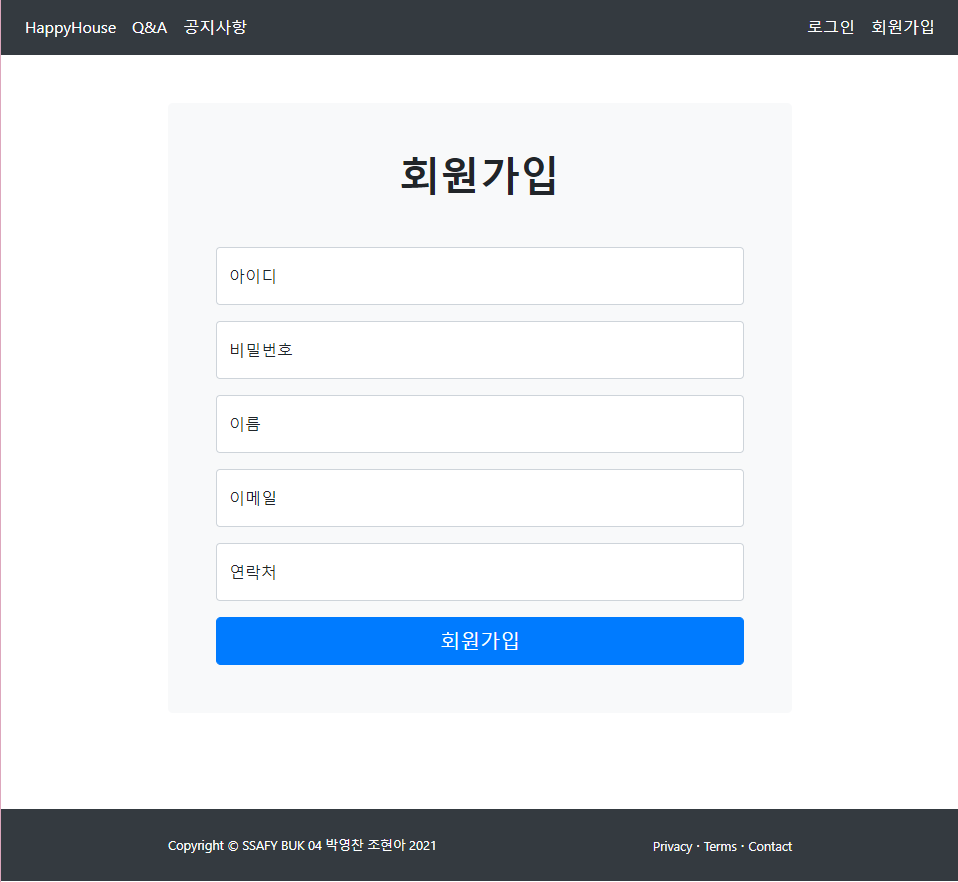 HappyHouse Q&A 공지사항 로그인 회원가입
회원가입
아이디
비밀번호
이름
이메일
연락처
회원가입
Copyright © SSAFY BUK 04 박영찬 조현아 2021 Privacy · Terms · Contact